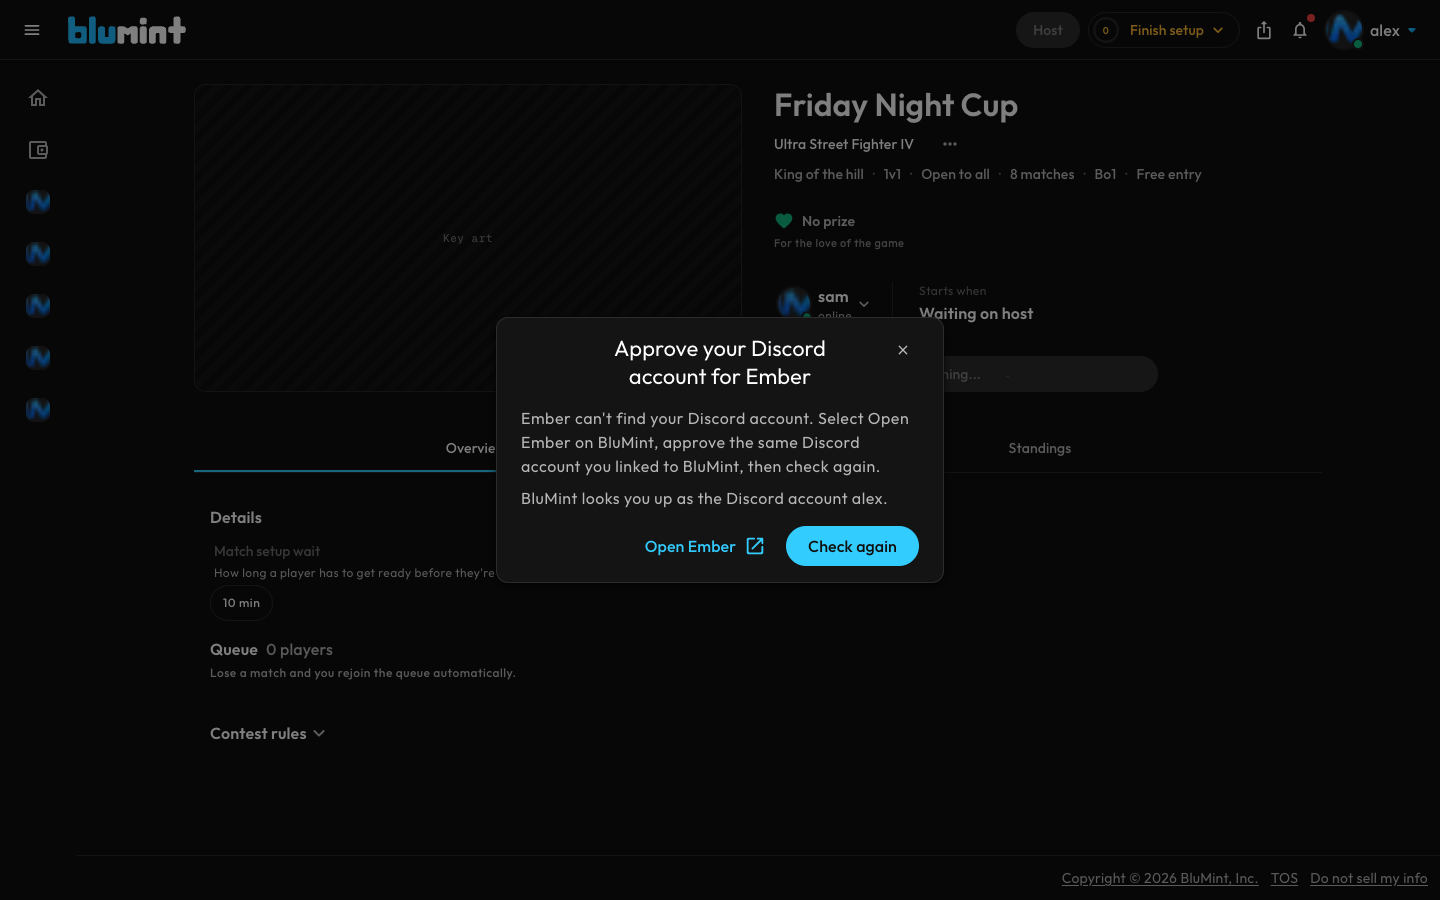 blumint
Host
0
Finish setup
alex
Key art
Friday Night Cup
Ultra Street Fighter IV
King of the hill · 1v1 · Open to all · 8 matches · Bo1 · Free entry
No prize
For the love of the game
sam
online
Starts when
Waiting on host
Approve your Discord
account for Ember
Ember can't find your Discord account. Select Open
Ember on BluMint, approve the same Discord
account you linked to BluMint, then check again.
BluMint looks you up as the Discord account alex.
Open Ember
Check again
Standings
Details
Match setup wait
How long a player has to get ready before they're
10 min
Queue 0 players
Lose a match and you rejoin the queue automatically.
Contest rules
Copyright © 2026 BluMint, Inc. TOS Do not sell my info